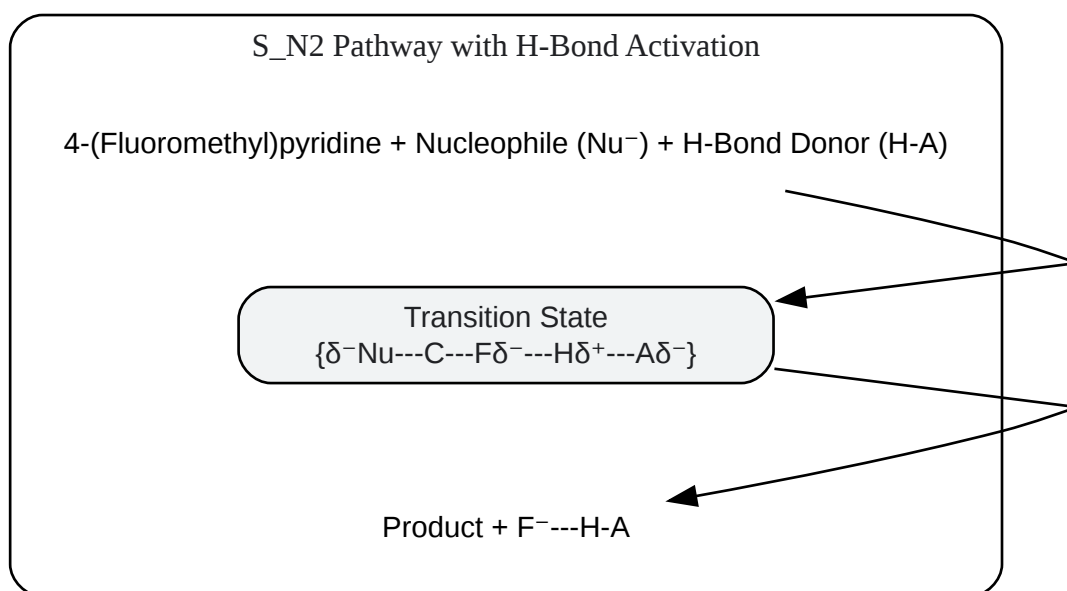 S_N2 Pathway with H-Bond Activation
4-(Fluoromethyl)pyridine + Nucleophile (Nu⁻) + H-Bond Donor (H-A)
Transition State
{δ⁻Nu---C---Fδ⁻---Hδ⁺---Aδ⁻}
Product + F⁻---H-A